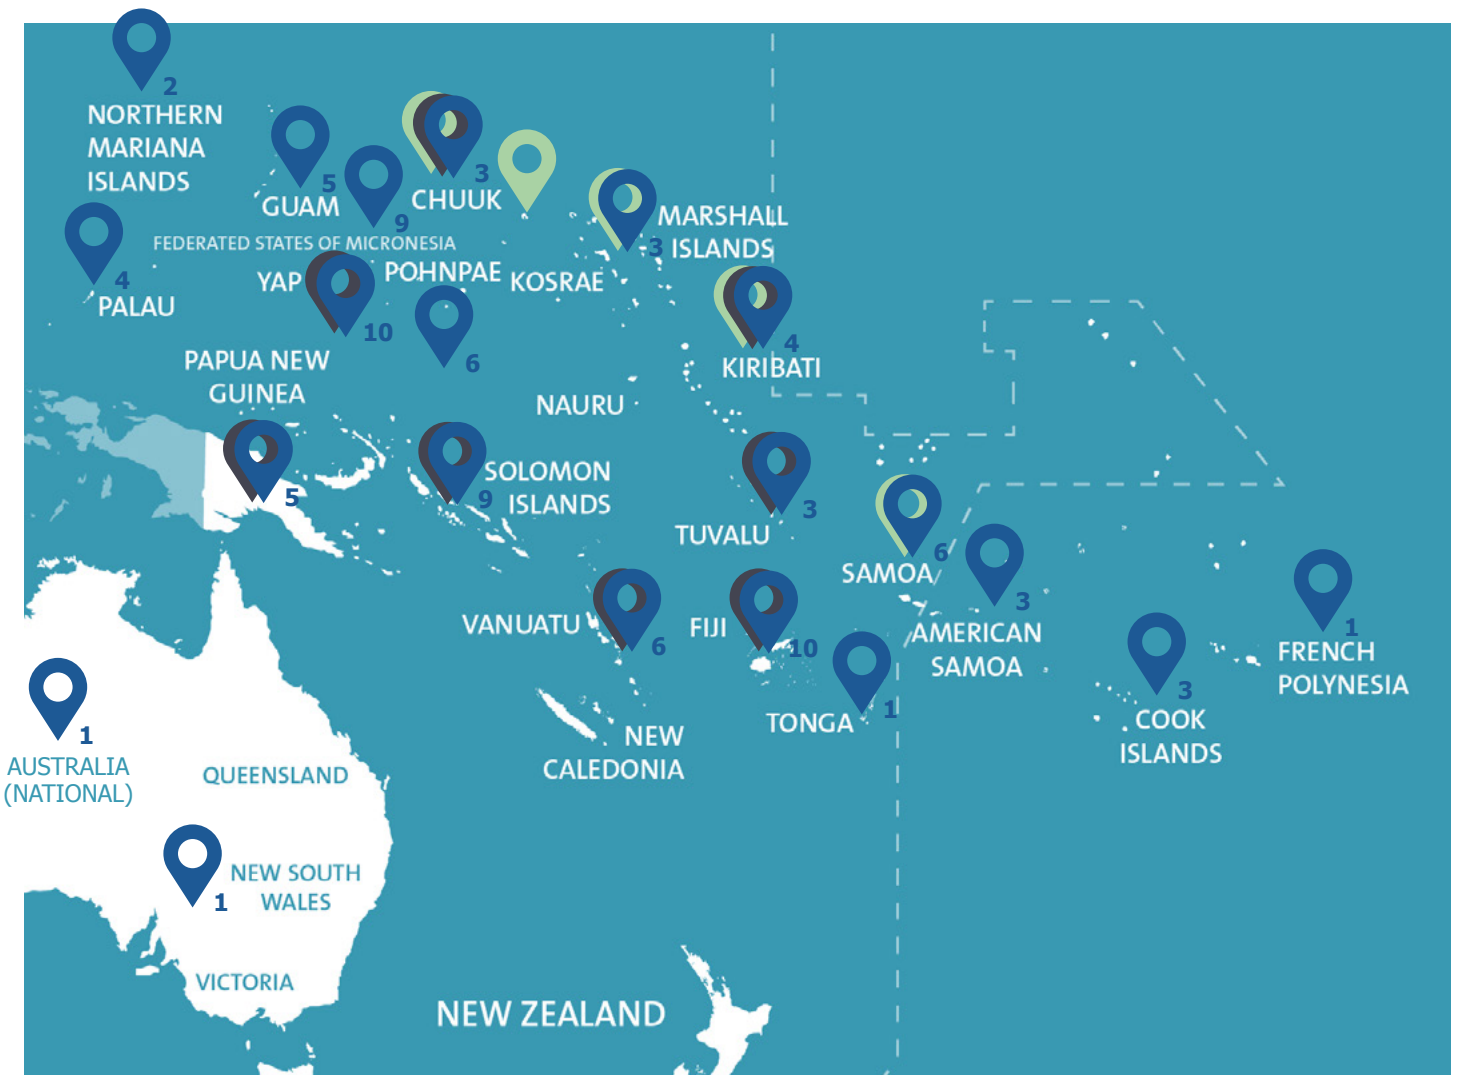 2
NORTHERN
MARIANA
ISLANDS
5
GUAM
9
3
CHUUK
3
MARSHALL
ISLANDS
FEDERATED STATES OF MICRONESIA
4
PALAU
YAP
10
POHNPAE
6
KOSRAE
4
KIRIBATI
PAPUA NEW
GUINEA
5
NAURU
9
SOLOMON
ISLANDS
3
TUVALU
6
SAMOA
3
AMERICAN
SAMOA
1
FRENCH
POLYNESIA
VANUATU
6
FIJI
10
1
TONGA
3
COOK
ISLANDS
NEW
CALEDONIA
1
AUSTRALIA
(NATIONAL)
QUEENSLAND
1
NEW SOUTH
WALES
VICTORIA
NEW ZEALAND